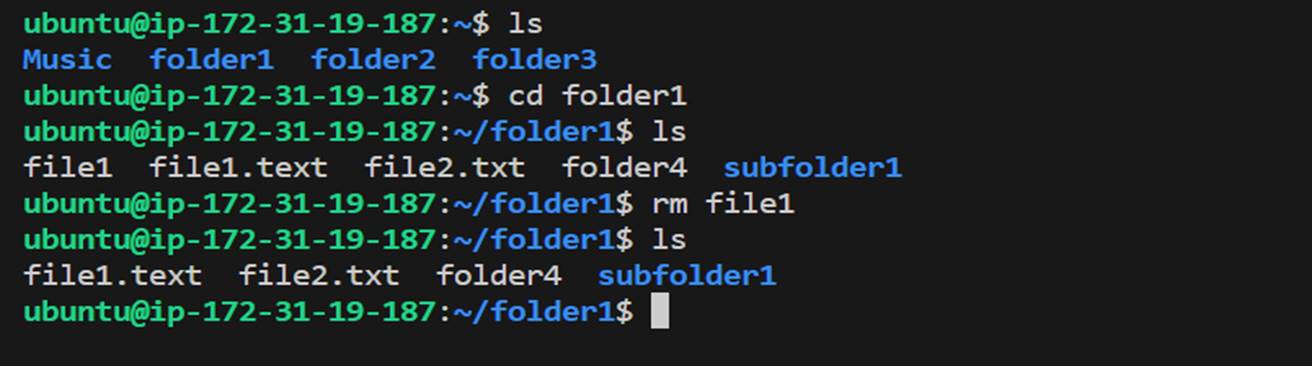 ubuntu@ip-172-31-19-187:~$ ls
Music  folder1  folder2  folder3
ubuntu@ip-172-31-19-187:~$ cd folder1
ubuntu@ip-172-31-19-187:~/folder1$ ls
file1  file1.text  file2.txt  folder4  subfolder1
ubuntu@ip-172-31-19-187:~/folder1$ rm file1
ubuntu@ip-172-31-19-187:~/folder1$ ls
file1.text  file2.txt  folder4  subfolder1
ubuntu@ip-172-31-19-187:~/folder1$